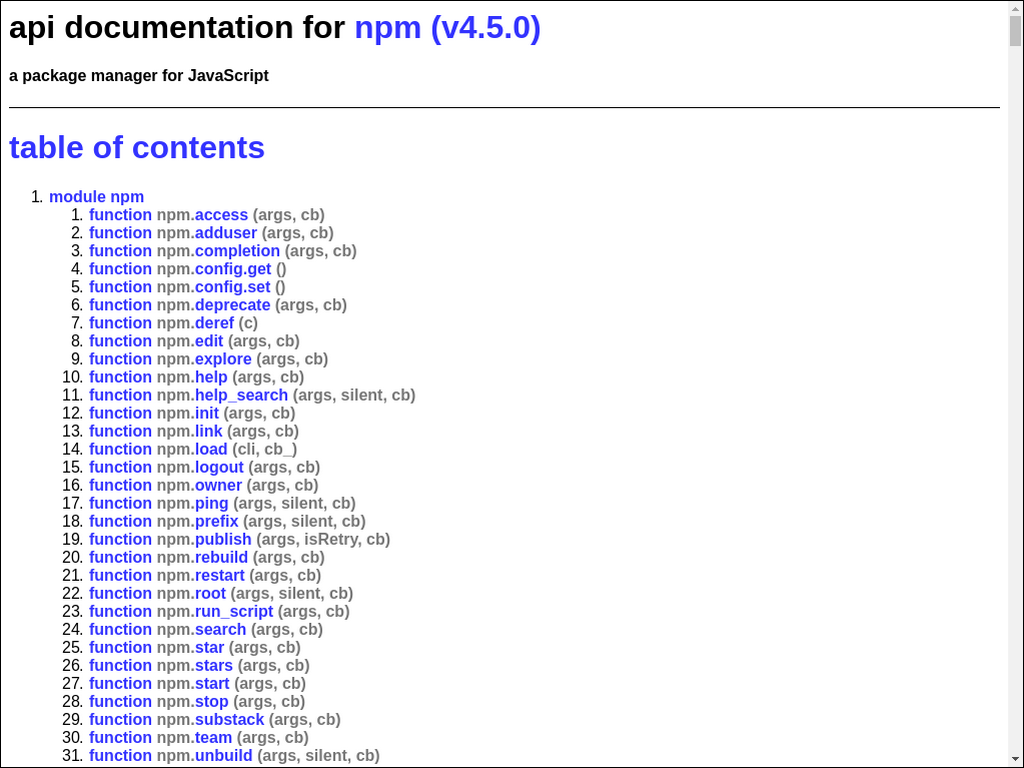 api documentation for npm (v4.5.0)
a package manager for JavaScript
table of contents
1. module npm
1. function npm.access (args, cb)
2. function npm.adduser (args, cb)
3. function npm.completion (args, cb)
4. function npm.config.get ()
5. function npm.config.set ()
6. function npm.deprecate (args, cb)
7. function npm.deref (c)
8. function npm.edit (args, cb)
9. function npm.explore (args, cb)
10. function npm.help (args, cb)
11. function npm.help_search (args, silent, cb)
12. function npm.init (args, cb)
13. function npm.link (args, cb)
14. function npm.load (cli, cb_)
15. function npm.logout (args, cb)
16. function npm.owner (args, cb)
17. function npm.ping (args, silent, cb)
18. function npm.prefix (args, silent, cb)
19. function npm.publish (args, isRetry, cb)
20. function npm.rebuild (args, cb)
21. function npm.restart (args, cb)
22. function npm.root (args, silent, cb)
23. function npm.run_script (args, cb)
24. function npm.search (args, cb)
25. function npm.star (args, cb)
26. function npm.stars (args, cb)
27. function npm.start (args, cb)
28. function npm.stop (args, cb)
29. function npm.substack (args, cb)
30. function npm.team (args, cb)
31. function npm.unbuild (args, silent, cb)